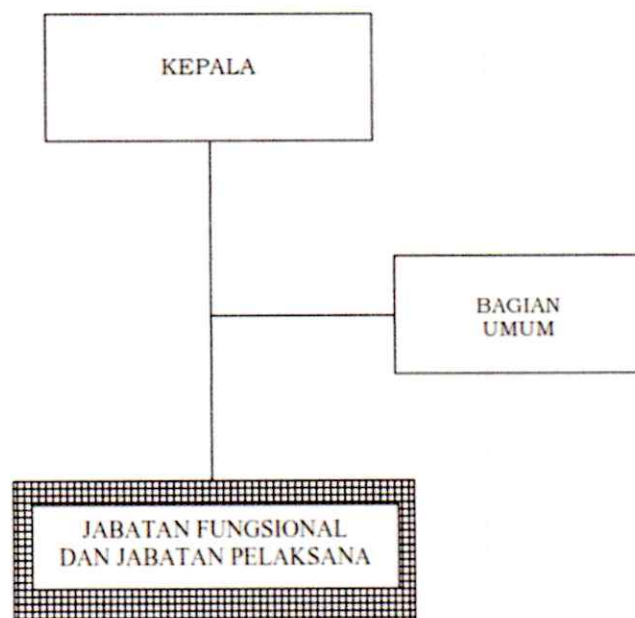 KEPALA
BAGIAN
UMUM
JABATAN FUNGSIONAL
DAN JABATAN PELAKSANA